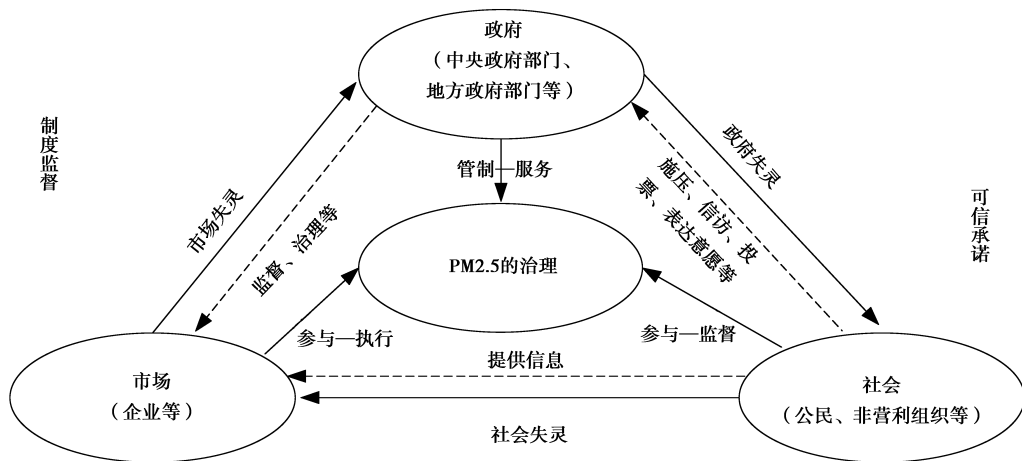 政府
（中央政府部门、
地方政府部门等）
制度监督
市场失灵
监督、治理等
管制—服务
政府失灵
施压、信访、投
票、表达意愿等
可信承诺
PM2.5的治理
参与—执行
参与—监督
提供信息
市场
（企业等）
社会
（公民、非营利组织等）
社会失灵